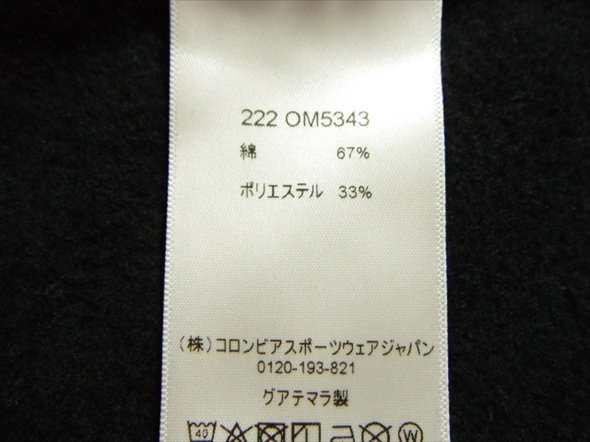 222 OM5343
綿 67%
ポリエステル 33%
(株)コロンビアスポーツウェアジャパン
0120-193-821
グアテマラ製
40 W